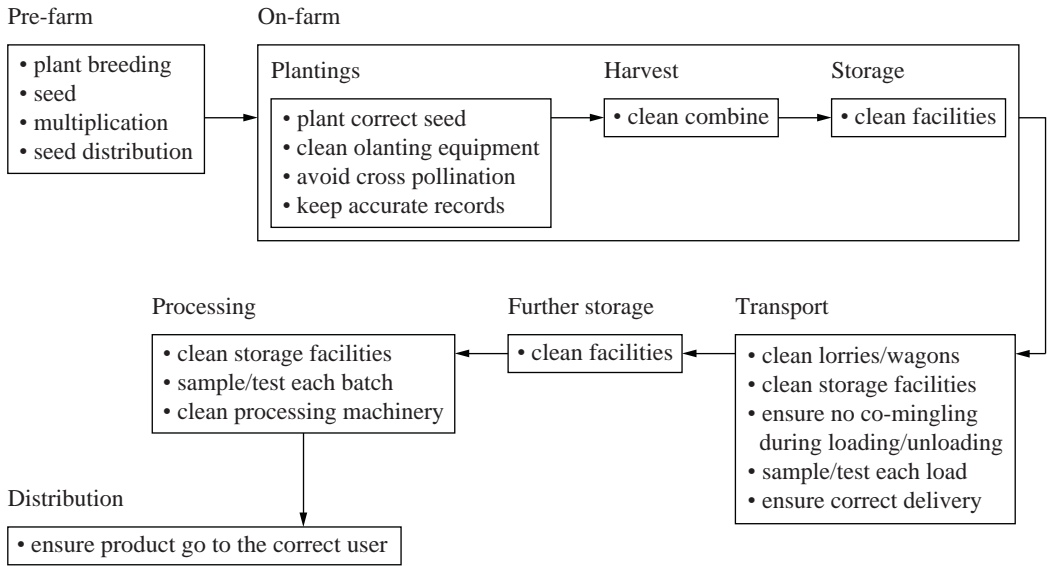 Pre-farm
• plant breeding
• seed
• multiplication
• seed distribution
On-farm
Plantings
• plant correct seed
• clean olanting equipment
• avoid cross pollination
• keep accurate records
Harvest
• clean combine
Storage
• clean facilities
Transport
• clean lorries/wagons
• clean storage facilities
• ensure no co-mingling
during loading/unloading
• sample/test each load
• ensure correct delivery
Further storage
• clean facilities
Processing
• clean storage facilities
• sample/test each batch
• clean processing machinery
Distribution
• ensure product go to the correct user